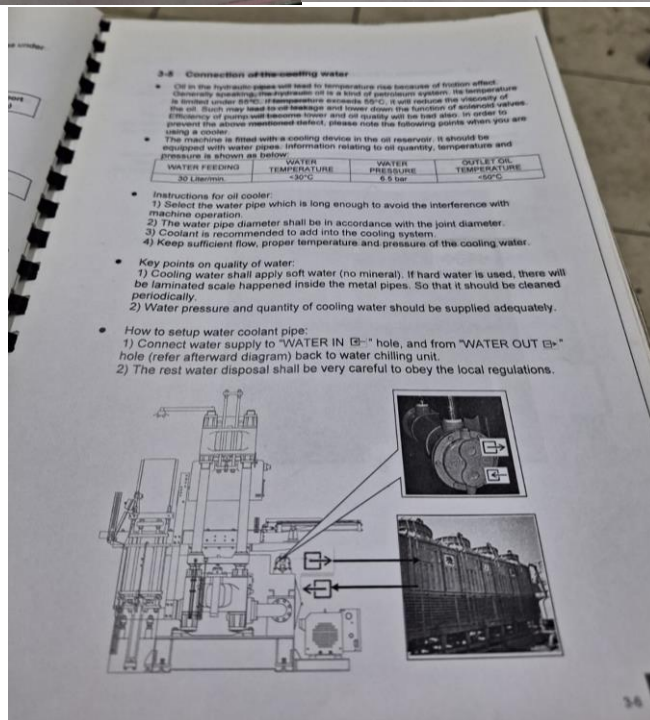 under
3-5 Connection of the cooling water
• Oil in the hydraulic pipes will lead to temperature rise because of friction effect.
Generally speaking, the hydraulic oil is a kind of petroleum system. Its temperature
is limited under 55°C. If temperature exceeds 55°C, it will reduce the viscosity of
the oil. Such may lead to oil leakage and lower down the function of solenoid valves.
Efficiency of pump will become lower and oil quality will be bad also. In order to
prevent the above mentioned defect, please note the following points when you are
using a cooler.
• The machine is fitted with a cooling device in the oil reservoir. It should be
equipped with water pipes. Information relating to oil quantity, temperature and
pressure is shown as below:
WATER FEEDING WATER TEMPERATURE WATER PRESSURE OUTLET OIL TEMPERATURE
30 Liter/min. <30°C 6.5 bar <50°C
• Instructions for oil cooler:
1) Select the water pipe which is long enough to avoid the interference with
machine operation.
2) The water pipe diameter shall be in accordance with the joint diameter.
3) Coolant is recommended to add into the cooling system.
4) Keep sufficient flow, proper temperature and pressure of the cooling water.
• Key points on quality of water:
1) Cooling water shall apply soft water (no mineral). If hard water is used, there will
be laminated scale happened inside the metal pipes. So that it should be cleaned
periodically.
2) Water pressure and quantity of cooling water should be supplied adequately.
• How to setup water coolant pipe:
1) Connect water supply to "WATER IN" hole, and from "WATER OUT"
hole (refer afterward diagram) back to water chilling unit.
2) The rest water disposal shall be very careful to obey the local regulations.